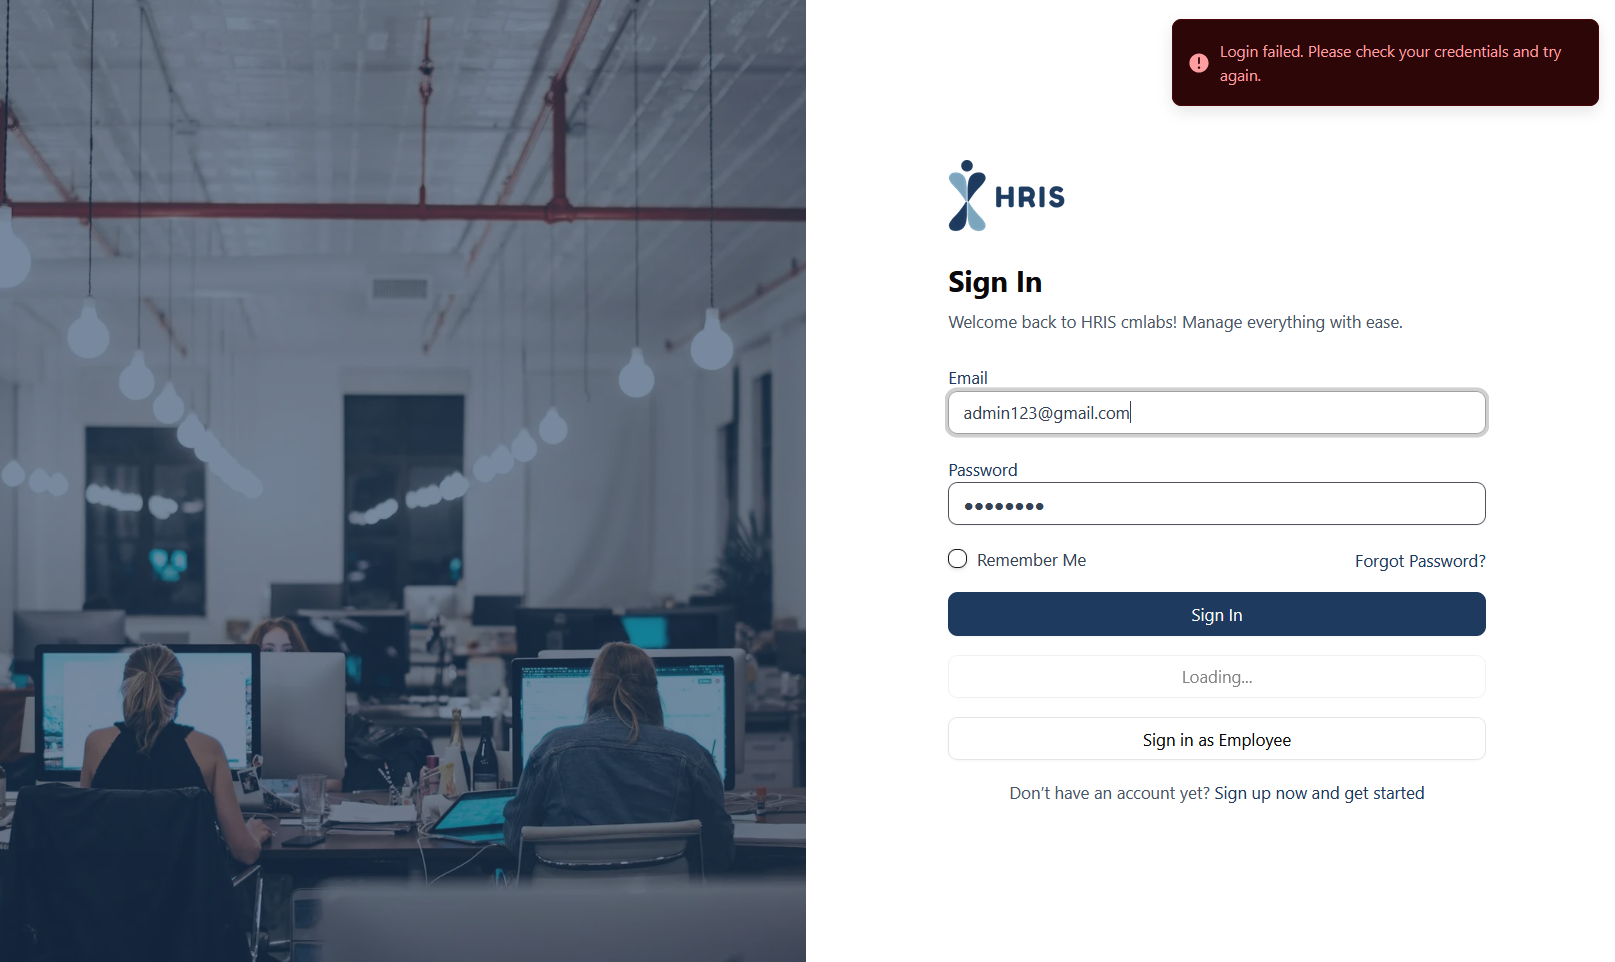 Login failed. Please check your credentials and try
again.
HRIS
Sign In
Welcome back to HRIS cmlabs! Manage everything with ease.
Email
admin123@gmail.com
Password
●●●●●●●●
Remember Me
Forgot Password?
Sign In
Loading...
Sign in as Employee
Don’t have an account yet? Sign up now and get started